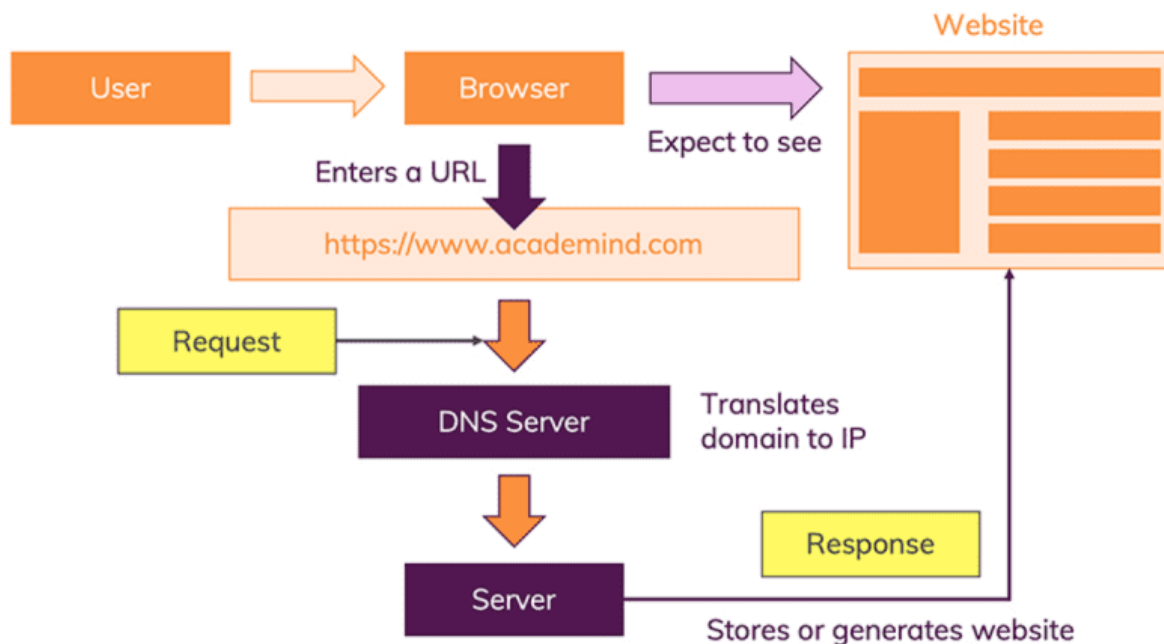 Website
User
Browser
Expect to see
Enters a URL
https://www.academind.com
Request
DNS Server
Translates
domain to IP
Response
Server
Stores or generates website